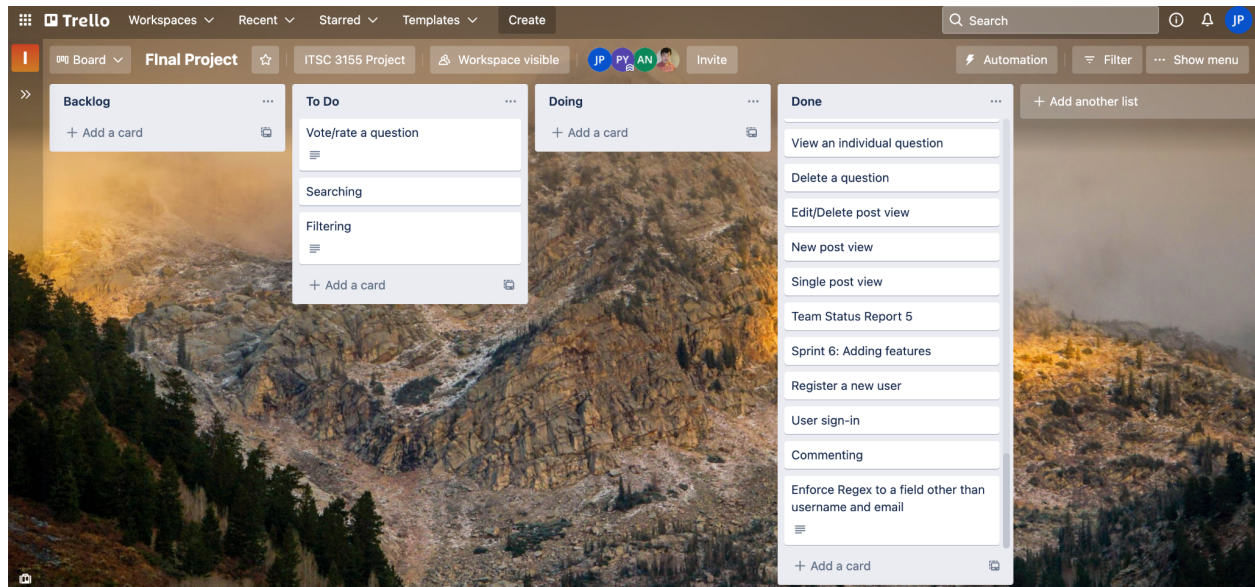 Trello Workspaces Recent Starred Templates Create Search JP
I Board FInal Project ITSC 3155 Project Workspace visible JP PY AN Invite Automation Filter ··· Show menu
Backlog ···
+ Add a card
To Do ···
Vote/rate a question
Searching
Filtering
+ Add a card
Doing ···
+ Add a card
Done ···
View an individual question
Delete a question
Edit/Delete post view
New post view
Single post view
Team Status Report 5
Sprint 6: Adding features
Register a new user
User sign-in
Commenting
Enforce Regex to a field other than
username and email
+ Add a card
+ Add another list